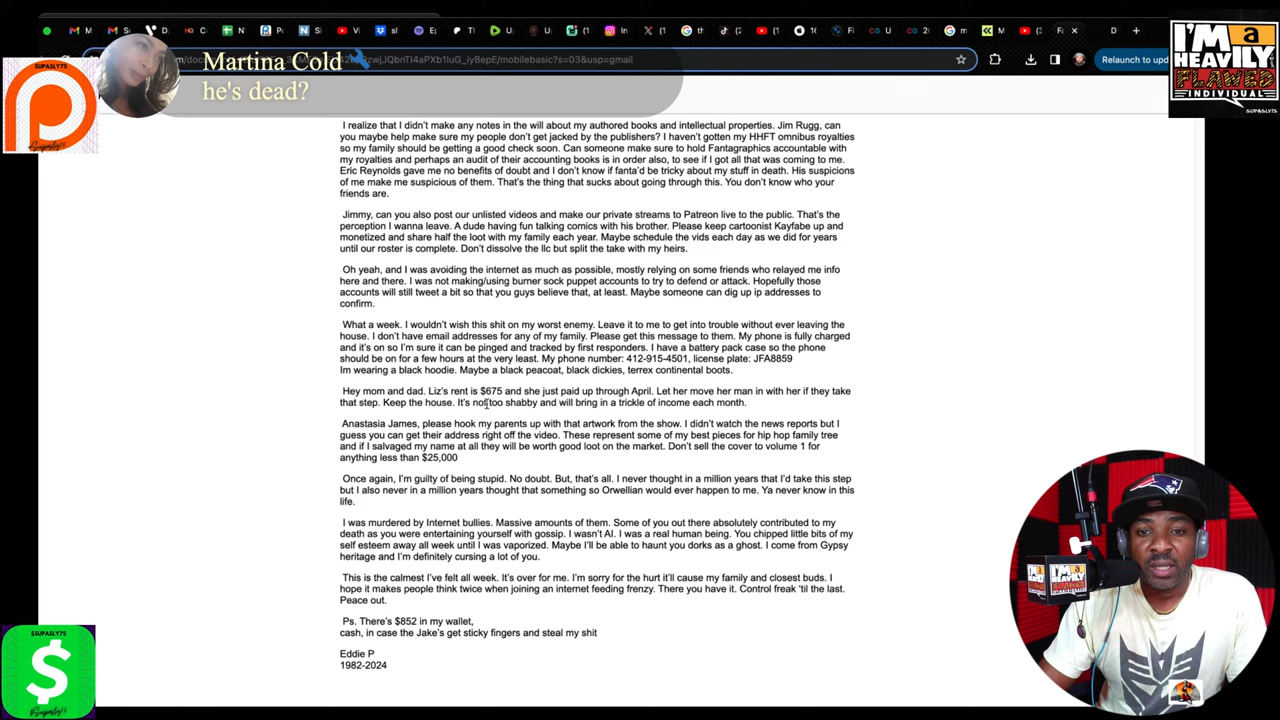 Martina Cold
he's dead?
SUPASLY75
I'M a
HEAVILY
FLAWED
INDIVIDUAL
SUPASLY75
Relaunch to upd
I realize that I didn't make any notes in the will about my authored books and intellectual properties. Jim Rugg, can
you maybe help make sure my people don't get jacked by the publishers? I haven't gotten my HHFT omnibus royalties
so my family should be getting a good check soon. Can someone make sure to hold Fantagraphics accountable with
my royalties and perhaps an audit of their accounting books is in order also, to see if I got all that was coming to me.
Eric Reynolds gave me no benefits of doubt and I don't know if fanta'd be tricky about my stuff in death. His suspicions
of me make me suspicious of them. That's the thing that sucks about going through this. You don't know who your
friends are.
Jimmy, can you also post our unlisted videos and make our private streams to Patreon live to the public. That's the
perception I wanna leave. A dude having fun talking comics with his brother. Please keep cartoonist Kayfabe up and
monetized and share half the loot with my family each year. Maybe schedule the vids each day as we did for years
until our roster is complete. Don't dissolve the llc but split the take with my heirs.
Oh yeah, and I was avoiding the internet as much as possible, mostly relying on some friends who relayed me info
here and there. I was not making/using burner sock puppet accounts to try to defend or attack. Hopefully those
accounts will still tweet a bit so that you guys believe that, at least. Maybe someone can dig up ip addresses to
confirm.
What a week. I wouldn't wish this shit on my worst enemy. Leave it to me to get into trouble without ever leaving the
house. I don't have email addresses for any of my family. Please get this message to them. My phone is fully charged
and it's on so I'm sure it can be pinged and tracked by first responders. I have a battery pack case so the phone
should be on for a few hours at the very least. My phone number: 412-915-4501, license plate: JFA8859
Im wearing a black hoodie. Maybe a black peacoat, black dickies, terrex continental boots.
Hey mom and dad. Liz's rent is $675 and she just paid up through April. Let her move her man in with her if they take
that step. Keep the house. It's not too shabby and will bring in a trickle of income each month.
Anastasia James, please hook my parents up with that artwork from the show. I didn't watch the news reports but I
guess you can get their address right off the video. These represent some of my best pieces for hip hop family tree
and if I salvaged my name at all they will be worth good loot on the market. Don't sell the cover to volume 1 for
anything less than $25,000
Once again, I'm guilty of being stupid. No doubt. But, that's all. I never thought in a million years that I'd take this step
but I also never in a million years thought that something so Orwellian would ever happen to me. Ya never know in this
life.
I was murdered by Internet bullies. Massive amounts of them. Some of you out there absolutely contributed to my
death as you were entertaining yourself with gossip. I wasn't AI. I was a real human being. You chipped little bits of my
self esteem away all week until I was vaporized. Maybe I'll be able to haunt you dorks as a ghost. I come from Gypsy
heritage and I'm definitely cursing a lot of you.
This is the calmest I've felt all week. It's over for me. I'm sorry for the hurt it'll cause my family and closest buds. I
hope it makes people think twice when joining an internet feeding frenzy. There you have it. Control freak 'til the last.
Peace out.
Ps. There's $852 in my wallet,
cash, in case the Jake's get sticky fingers and steal my shit
Eddie P
1982-2024
$SUPASLY75
$